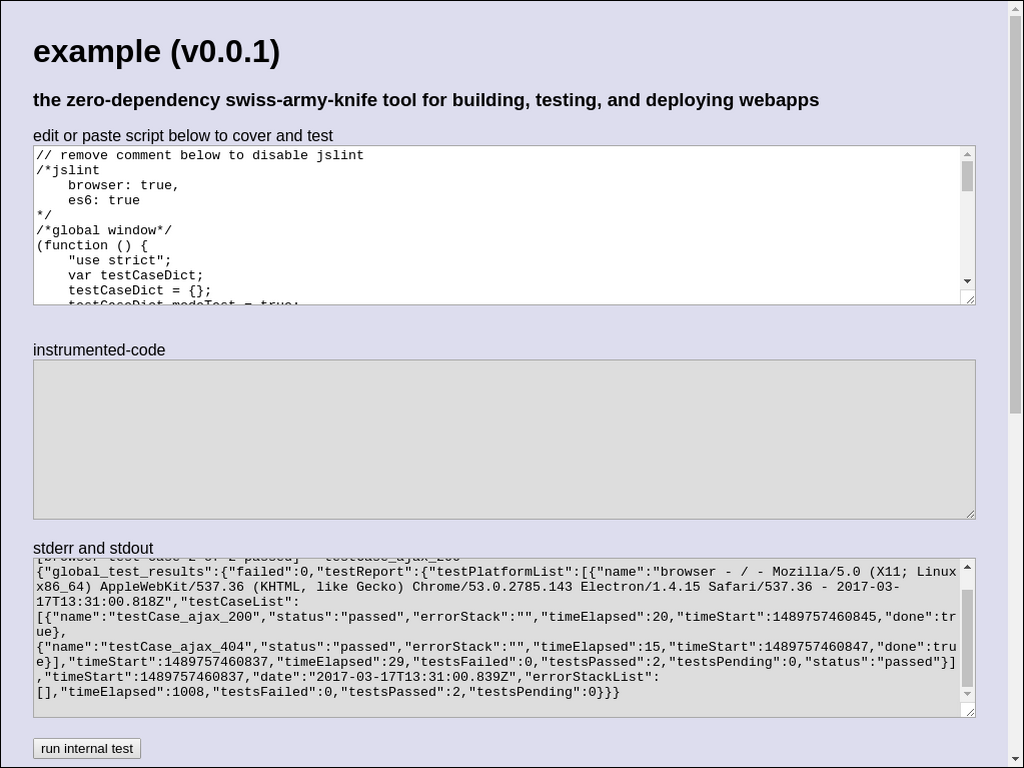 example (v0.0.1)
the zero-dependency swiss-army-knife tool for building, testing, and deploying webapps
edit or paste script below to cover and test
// remove comment below to disable jslint
/*jslint
    browser: true,
    es6: true
*/
/*global window*/
(function () {
    "use strict";
    var testCaseDict;
    testCaseDict = {};
    testCaseDict.modeTest = true;
instrumented-code
stderr and stdout
{"global_test_results":{"failed":0,"testReport":{"testPlatformList":[{"name":"browser - / - Mozilla/5.0 (X11; Linux
x86_64) AppleWebKit/537.36 (KHTML, like Gecko) Chrome/53.0.2785.143 Electron/1.4.15 Safari/537.36 - 2017-03-
17T13:31:00.818Z","testCaseList":
[{"name":"testCase_ajax_200","status":"passed","errorStack":"","timeElapsed":20,"timeStart":1489757460845,"done":tr
ue},
{"name":"testCase_ajax_404","status":"passed","errorStack":"","timeElapsed":15,"timeStart":1489757460847,"done":tru
e}],"timeStart":1489757460837,"timeElapsed":29,"testsFailed":0,"testsPassed":2,"testsPending":0,"status":"passed"}]
,"timeStart":1489757460837,"date":"2017-03-17T13:31:00.839Z","errorStackList":
[],"timeElapsed":1008,"testsFailed":0,"testsPassed":2,"testsPending":0}}}
run internal test